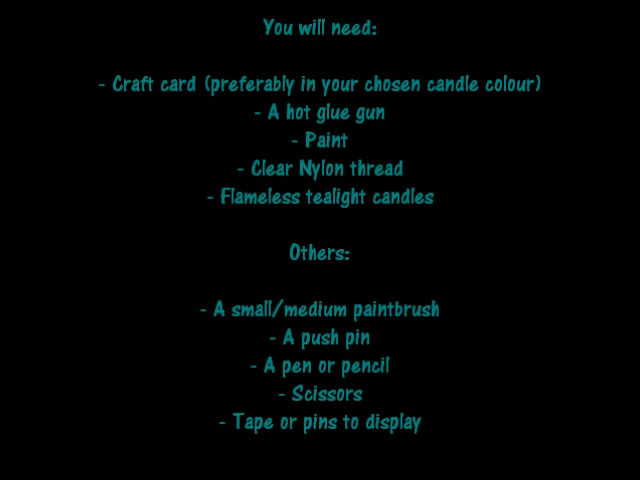 You will need:
- Craft card (preferably in your chosen candle colour)
- A hot glue gun
- Paint
- Clear Nylon thread
- Flameless tealight candles
Others:
- A small/medium paintbrush
- A push pin
- A pen or pencil
- Scissors
- Tape or pins to display